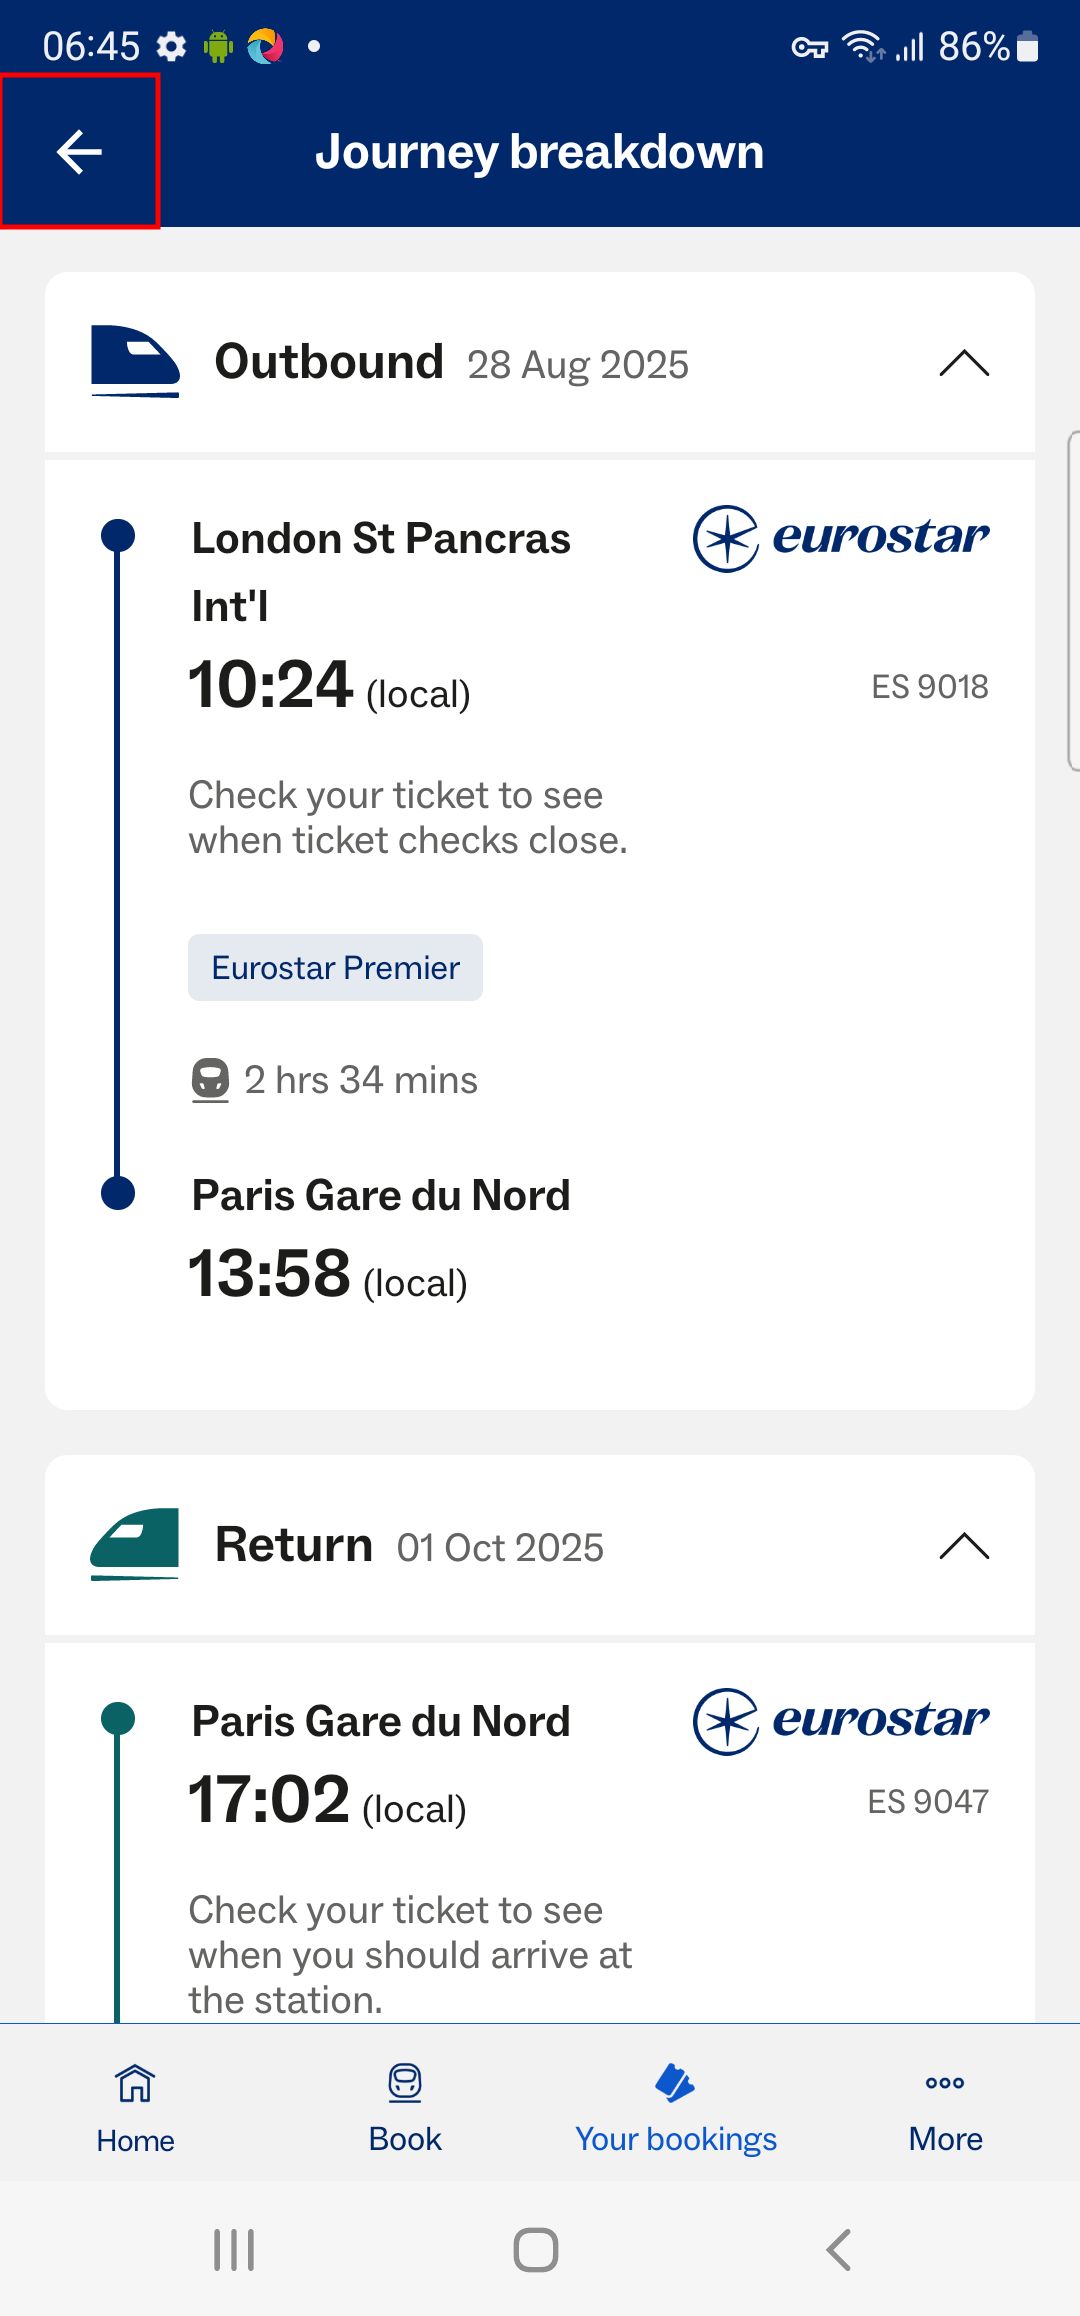 06:45
86%
Journey breakdown
Outbound 28 Aug 2025
London St Pancras
Int'l
eurostar
10:24 (local)
ES 9018
Check your ticket to see
when ticket checks close.
Eurostar Premier
2 hrs 34 mins
Paris Gare du Nord
13:58 (local)
Return 01 Oct 2025
Paris Gare du Nord
eurostar
17:02 (local)
ES 9047
Check your ticket to see
when you should arrive at
the station.
Home
Book
Your bookings
More